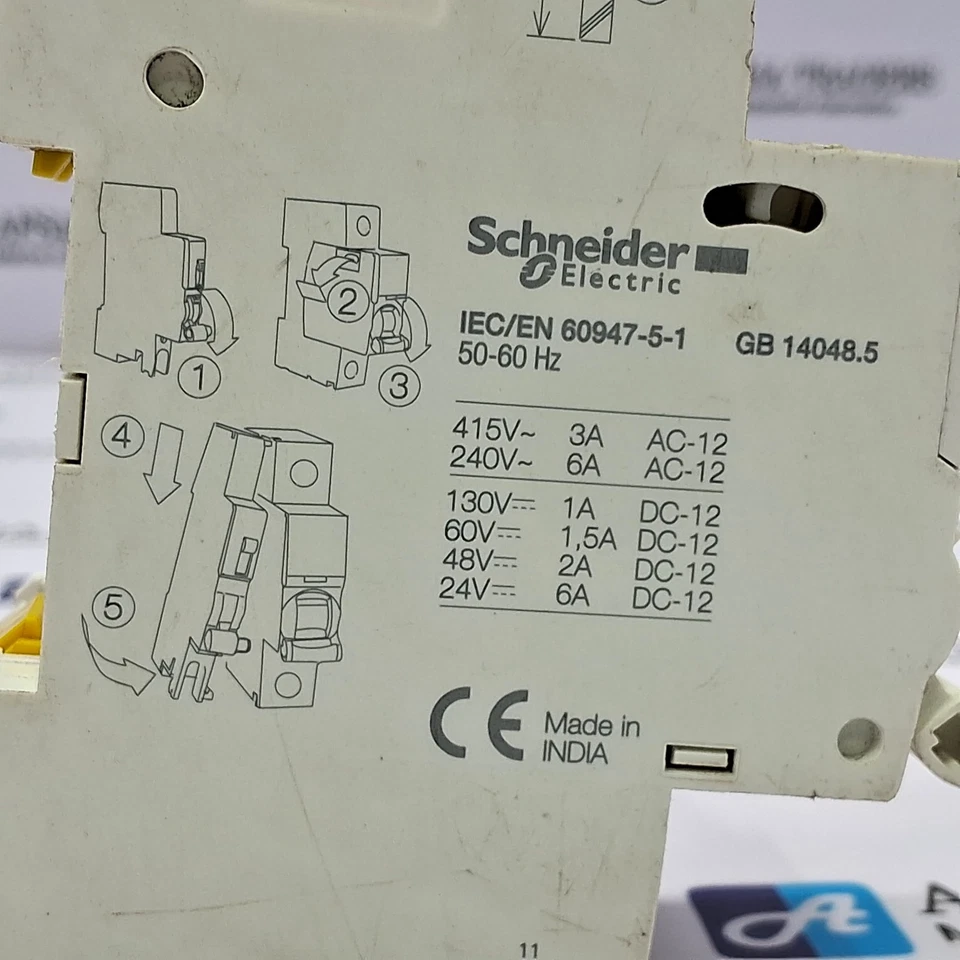 Schneider
Electric
IEC/EN 60947-5-1 GB 14048.5
50-60 Hz
415V~ 3A AC-12
240V~ 6A AC-12
130V⎓ 1A DC-12
60V⎓ 1,5A DC-12
48V⎓ 2A DC-12
24V⎓ 6A DC-12
1
2
3
4
5
CE Made in
INDIA
11